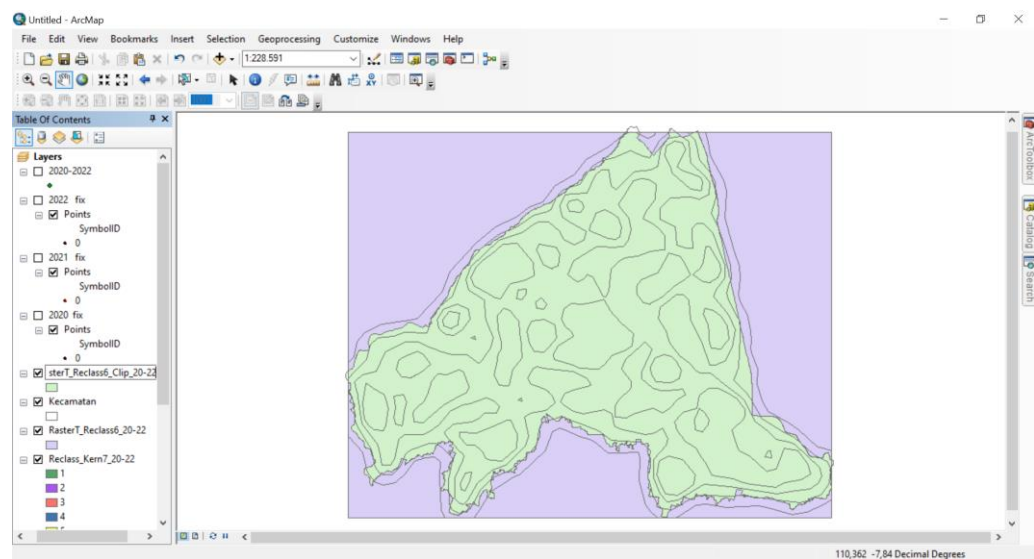 Untitled - ArcMap
File Edit View Bookmarks Insert Selection Geoprocessing Customize Windows Help
1:228.591
Table Of Contents
Layers
2020-2022
2022 fix
Points
SymbolID
0
2021 fix
Points
SymbolID
0
2020 fix
Points
SymbolID
0
sterT_Reclass6_Clip_20-22
Kecamatan
RasterT_Reclass6_20-22
Reclass_Kern7_20-22
1
2
3
4
ArcToolbox
Catalog
Search
110,362 -7,84 Decimal Degrees